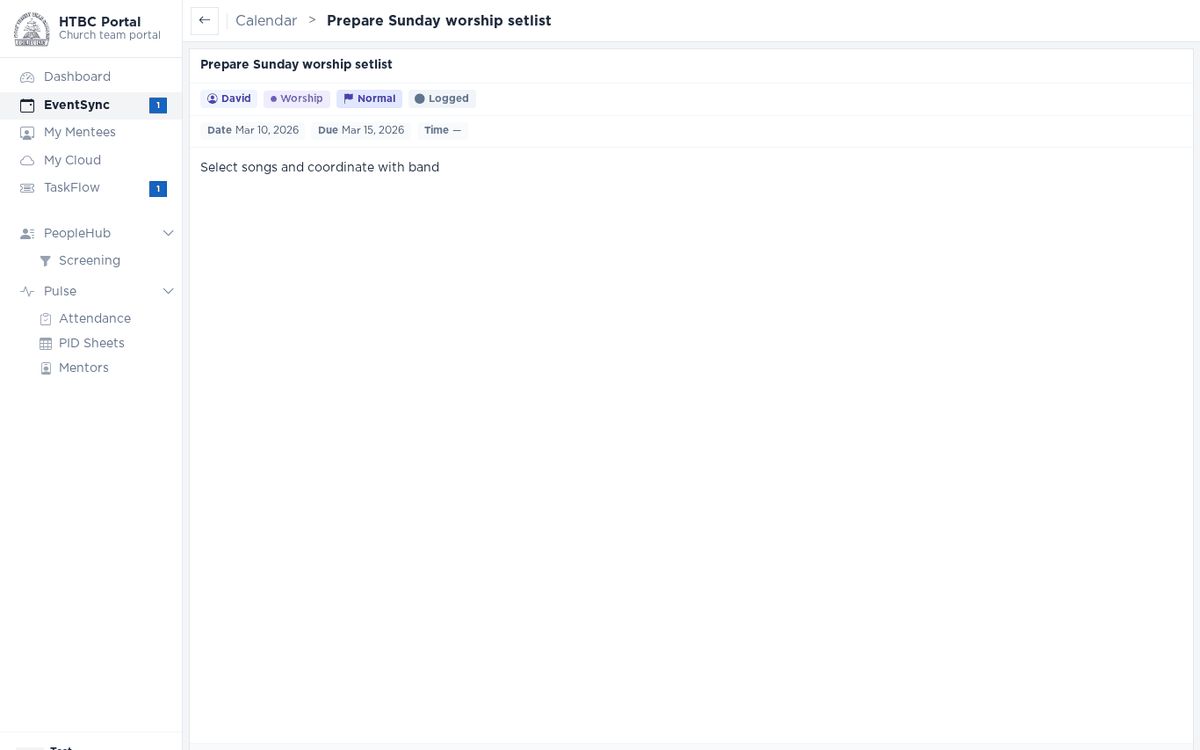 HTBC Portal
Church team portal
Dashboard
EventSync 1
My Mentees
My Cloud
TaskFlow 1
PeopleHub
Screening
Pulse
Attendance
PID Sheets
Mentors
Calendar > Prepare Sunday worship setlist
Prepare Sunday worship setlist
David Worship Normal Logged
Date Mar 10, 2026 Due Mar 15, 2026 Time —
Select songs and coordinate with band